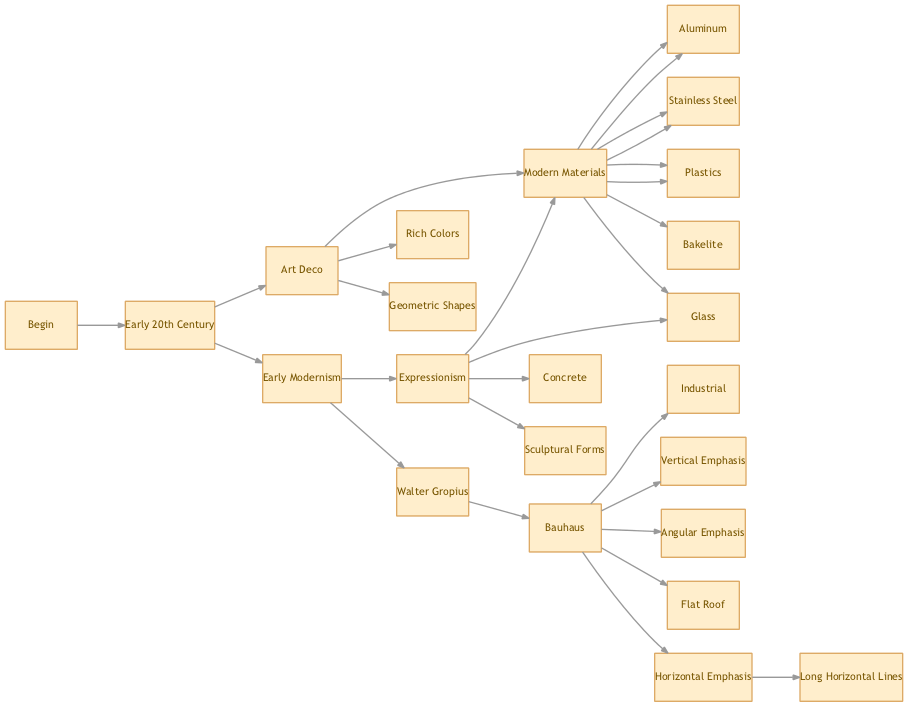 Begin
Early 20th Century
Art Deco
Early Modernism
Rich Colors
Geometric Shapes
Expressionism
Walter Gropius
Modern Materials
Concrete
Sculptural Forms
Bauhaus
Aluminum
Stainless Steel
Plastics
Bakelite
Glass
Industrial
Vertical Emphasis
Angular Emphasis
Flat Roof
Horizontal Emphasis
Long Horizontal Lines